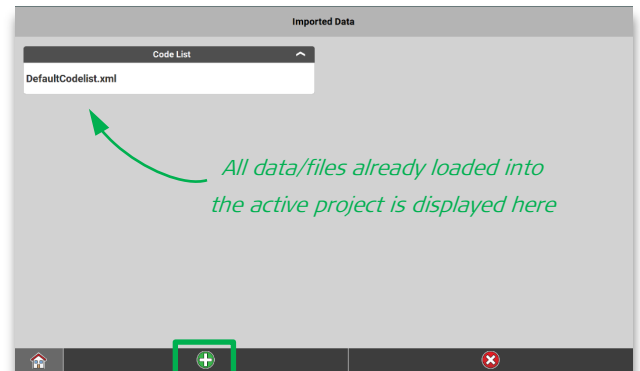 Imported Data
Code List
DefaultCodelist.xml
All data/files already loaded into
the active project is displayed here